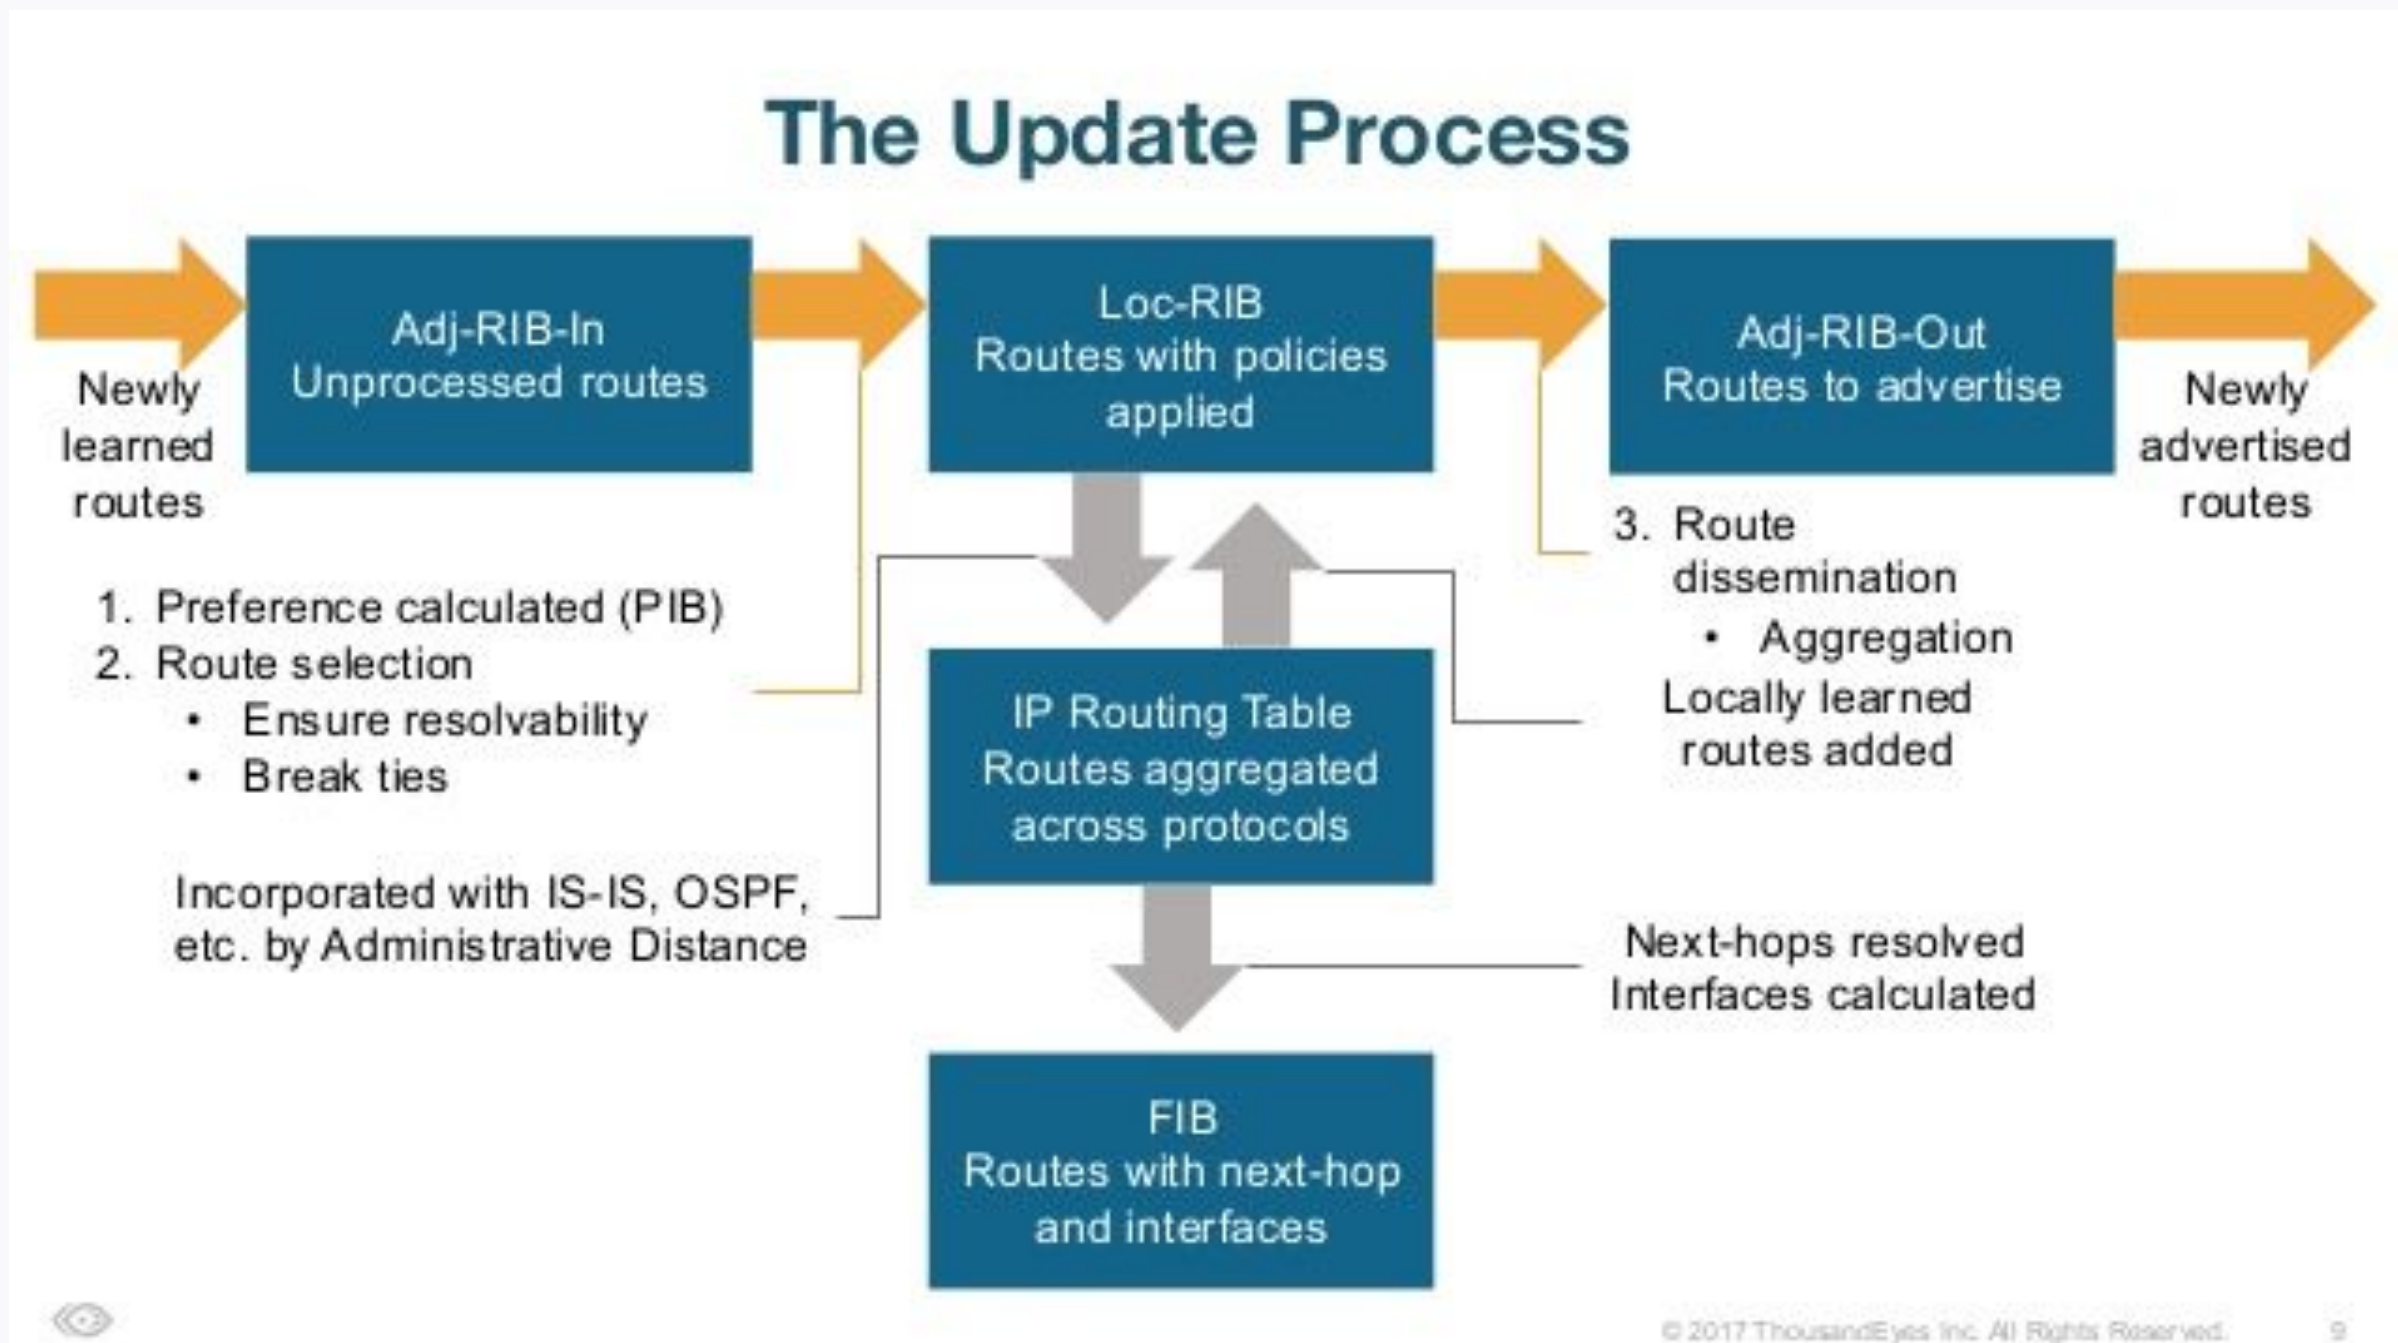 The Update Process
Adj-RIB-In
Unprocessed routes
Loc-RIB
Routes with policies
applied
Adj-RIB-Out
Routes to advertise
Newly
learned
routes
Newly
advertised
routes
1. Preference calculated (PIB)
2. Route selection
• Ensure resolvability
• Break ties
3. Route
dissemination
• Aggregation
Locally learned
routes added
IP Routing Table
Routes aggregated
across protocols
Incorporated with IS-IS, OSPF,
etc. by Administrative Distance
Next-hops resolved
Interfaces calculated
FIB
Routes with next-hop
and interfaces
© 2017 ThousandEyes Inc. All Rights Reserved.
9